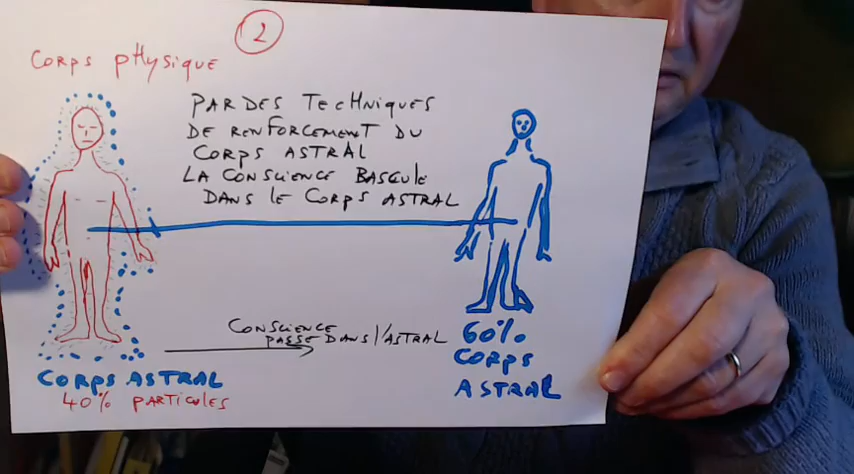 2
Corps pHysique
PAR DES TecHNiQUES
DE RENFORCEMENT DU
CORPS ASTRAL
LA CONSCIENCE BASCULE
DANS LE CORPS ASTRAL
CONSCIENCE
PASSE DANS l'ASTRAL
60%
CORPS
ASTRAL
CORPS ASTRAL
40% PARTICULES